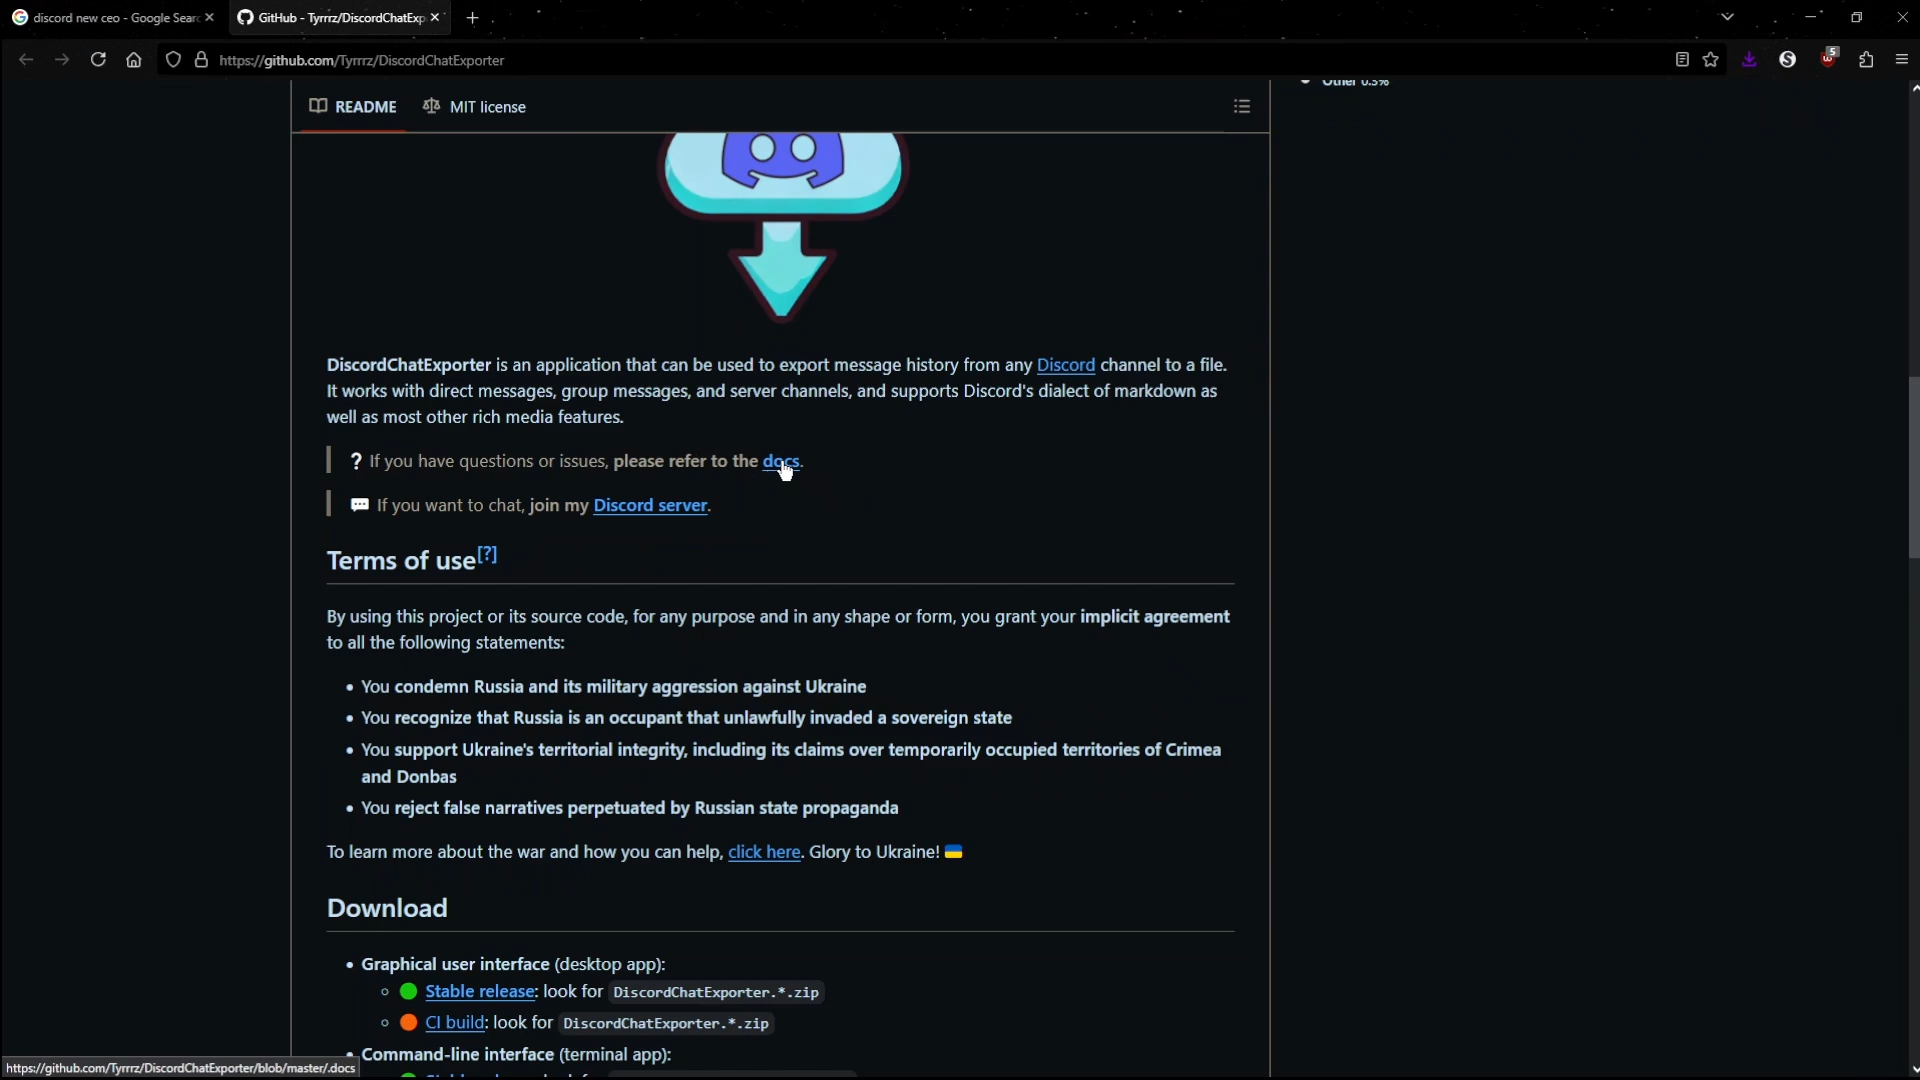 discord new ceo - Google Sear
GitHub - Tyrrrz/DiscordChatExp
https://github.com/Tyrrrz/DiscordChatExporter
5
Other 0.3%
README
MIT license
DiscordChatExporter is an application that can be used to export message history from any Discord channel to a file.
It works with direct messages, group messages, and server channels, and supports Discord's dialect of markdown as
well as most other rich media features.
❓ If you have questions or issues, please refer to the docs.
💬 If you want to chat, join my Discord server.
Terms of use[?]
By using this project or its source code, for any purpose and in any shape or form, you grant your implicit agreement
to all the following statements:
• You condemn Russia and its military aggression against Ukraine
• You recognize that Russia is an occupant that unlawfully invaded a sovereign state
• You support Ukraine's territorial integrity, including its claims over temporarily occupied territories of Crimea
and Donbas
• You reject false narratives perpetuated by Russian state propaganda
To learn more about the war and how you can help, click here. Glory to Ukraine! 🇺🇦
Download
• Graphical user interface (desktop app):
Stable release: look for DiscordChatExporter.*.zip
CI build: look for DiscordChatExporter.*.zip
• Command-line interface (terminal app):
https://github.com/Tyrrrz/DiscordChatExporter/blob/master/.docs